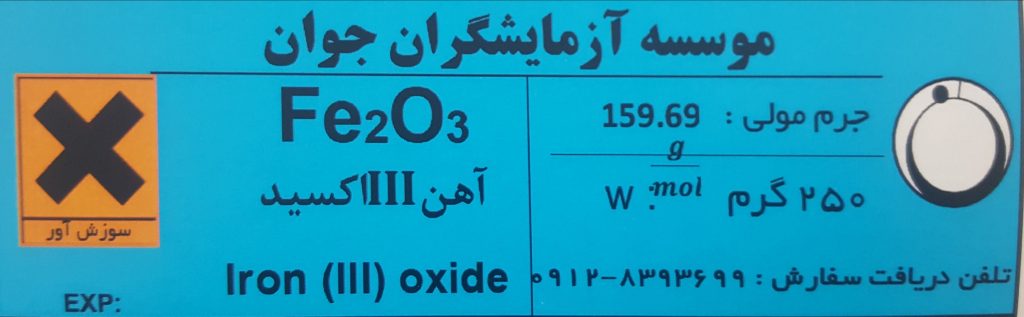 موسسه آزمایشگران جوان
جرم مولی : 159.69
g
mol
۲۵۰ گرم W :
تلفن دریافت سفارش : ۰۹۱۲-۸۳۹۳۶۹۹
Fe₂O₃
آهن III اکسید
Iron (III) oxide
سوزش آور
EXP: